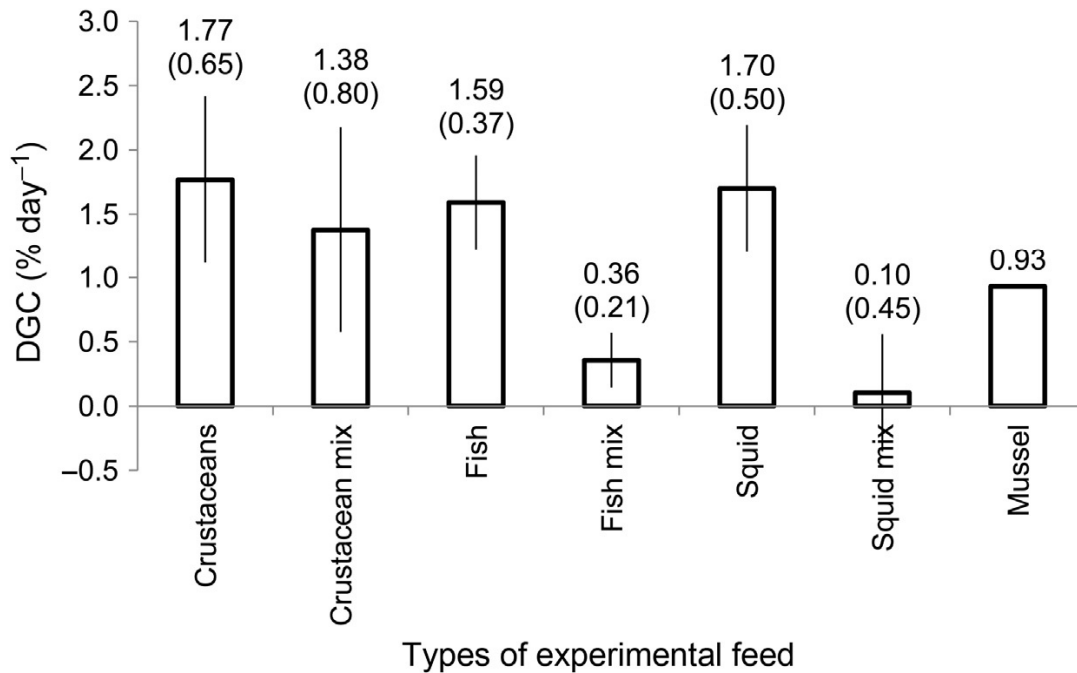 DGC (% day⁻¹)
3.0
2.5
2.0
1.5
1.0
0.5
0.0
–0.5
1.77
(0.65)
1.38
(0.80)
1.59
(0.37)
0.36
(0.21)
1.70
(0.50)
0.10
(0.45)
0.93
Crustaceans
Crustacean mix
Fish
Fish mix
Squid
Squid mix
Mussel
Types of experimental feed